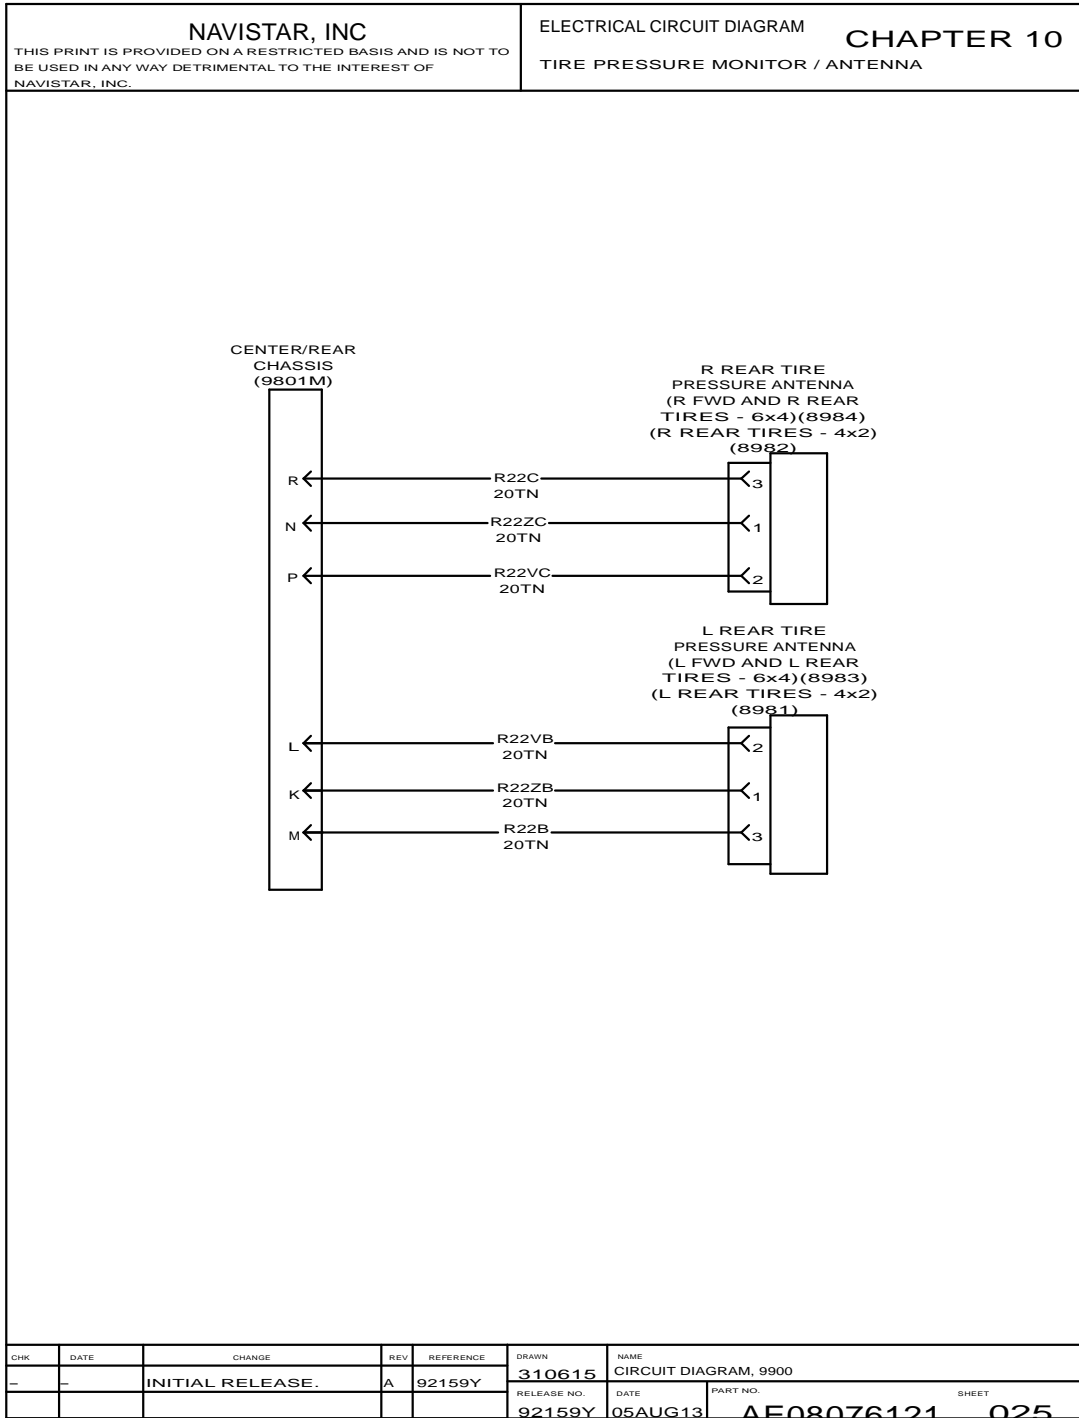 NAVISTAR, INC
THIS PRINT IS PROVIDED ON A RESTRICTED BASIS AND IS NOT TO
BE USED IN ANY WAY DETRIMENTAL TO THE INTEREST OF
NAVISTAR, INC.
ELECTRICAL CIRCUIT DIAGRAM
CHAPTER 10
TIRE PRESSURE MONITOR / ANTENNA
CENTER/REAR
CHASSIS
(9801M)
R REAR TIRE
PRESSURE ANTENNA
(R FWD AND R REAR
TIRES - 6x4)(8984)
(R REAR TIRES - 4x2)
(8982)
R R22C 3
20TN
N R22ZC 1
20TN
P R22VC 2
20TN
L REAR TIRE
PRESSURE ANTENNA
(L FWD AND L REAR
TIRES - 6x4)(8983)
(L REAR TIRES - 4x2)
(8981)
L R22VB 2
20TN
K R22ZB 1
20TN
M R22B 3
20TN
CHK DATE CHANGE REV REFERENCE DRAWN NAME
– – INITIAL RELEASE. A 92159Y 310615 CIRCUIT DIAGRAM, 9900
RELEASE NO. DATE PART NO. SHEET
92159Y 05AUG13 AE08076121 025